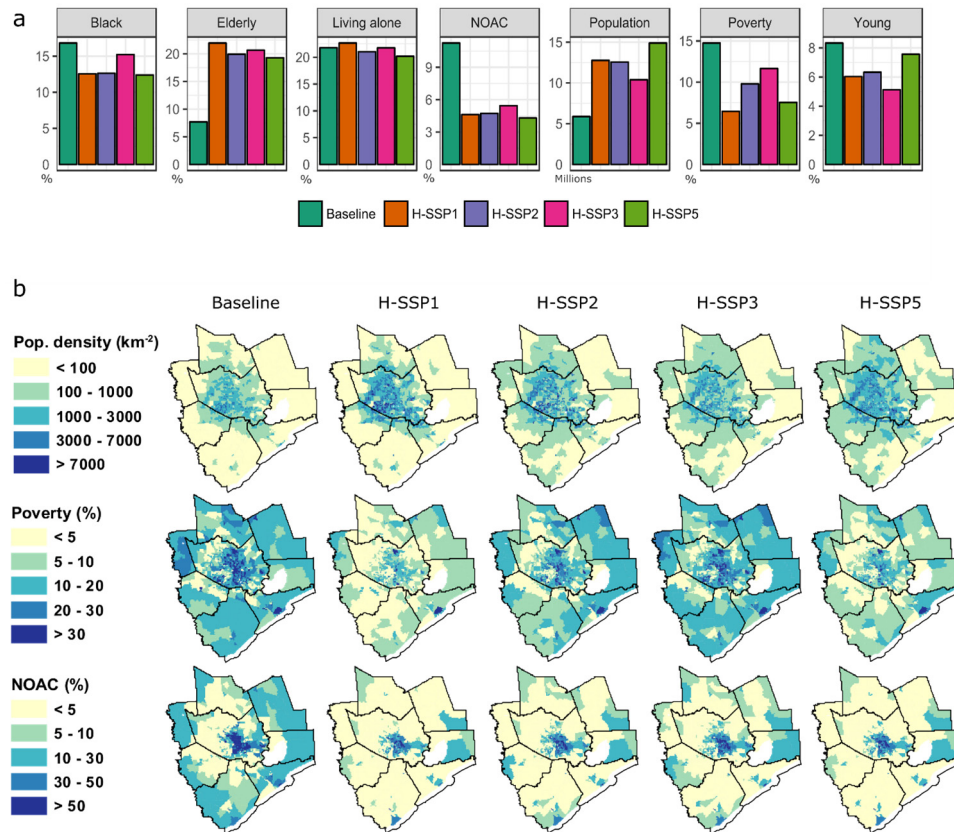 a
Black Elderly Living alone NOAC Population Poverty Young
15 10 5 0 %
20 15 10 5 0 %
20 15 10 5 0 %
9 6 3 0 %
15 10 5 0 Millions
15 10 5 0 %
8 6 4 2 0 %
Baseline H-SSP1 H-SSP2 H-SSP3 H-SSP5
b
Baseline H-SSP1 H-SSP2 H-SSP3 H-SSP5
Pop. density (km-2)
< 100
100 - 1000
1000 - 3000
3000 - 7000
> 7000
Poverty (%)
< 5
5 - 10
10 - 20
20 - 30
> 30
NOAC (%)
< 5
5 - 10
10 - 30
30 - 50
> 50